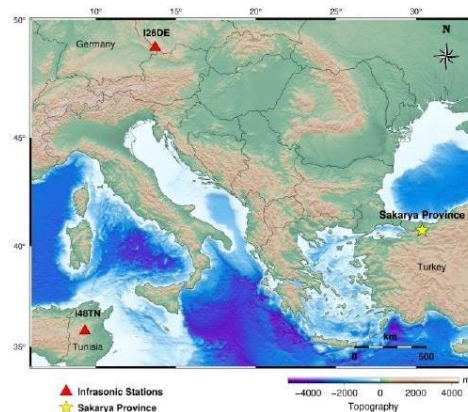 50°
Germany
I26DE
N
45°
Sakarya Province
40°
Turkey
I48TN
km
0 500
35°
Tunisia
10° 15° 20° 25° 30°
m
Infrasonic Stations
-4000 -2000 0 2000 4000
Sakarya Province
Topography